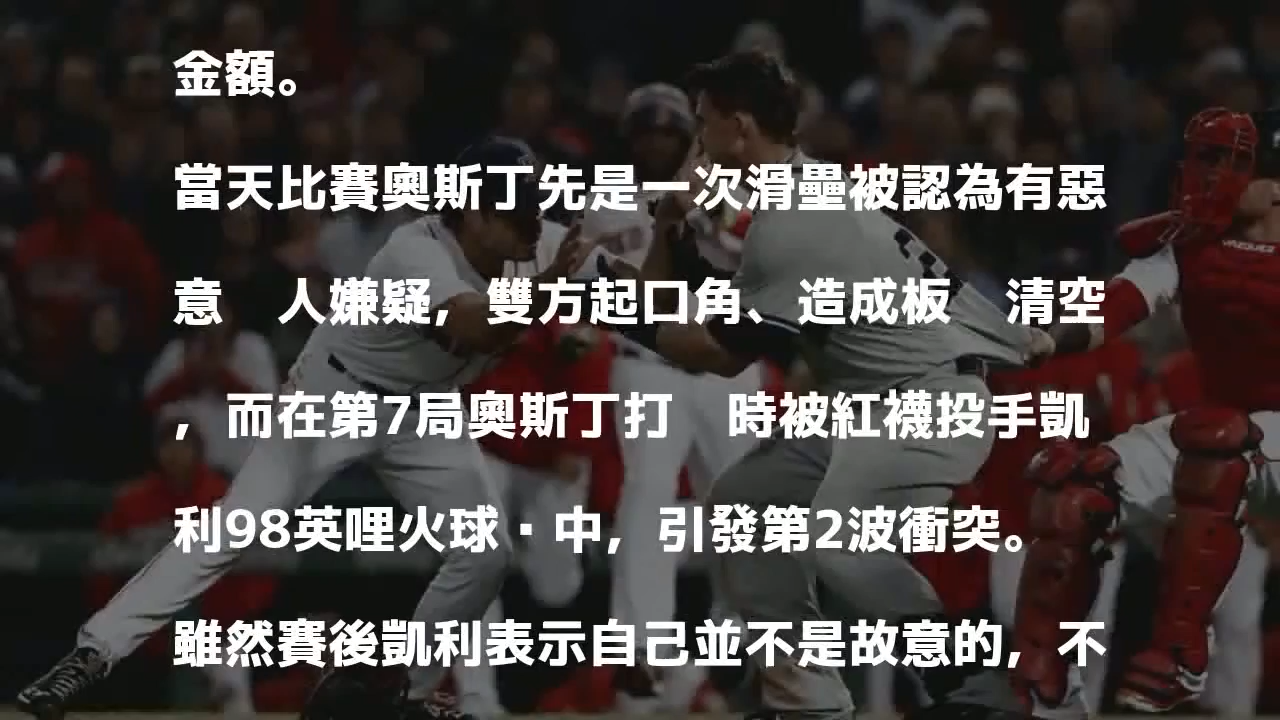 金額。
當天比賽奧斯丁先是一次滑壘被認為有惡
意　人嫌疑，雙方起口角、造成板　清空
，而在第7局奧斯丁打　時被紅襪投手凱
利98英哩火球·中，引發第2波衝突。
雖然賽後凱利表示自己並不是故意的，不
VAZQUEZ